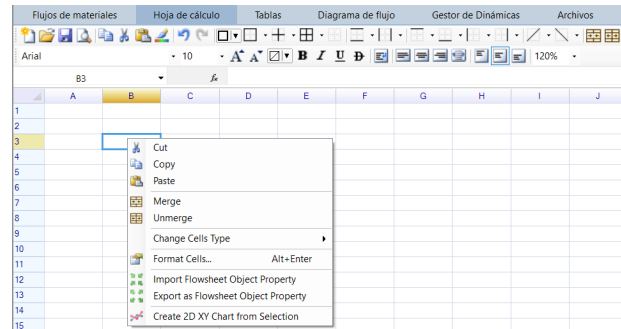 Flujos de materiales Hoja de cálculo Tablas Diagrama de flujo Gestor de Dinámicas Archivos
Arial 10 A A B I U D 120%
B3 fx
A B C D E F G H I J
1
2
3
4 Cut
5 Copy
6 Paste
7 Merge
8 Unmerge
9 Change Cells Type
10
11 Format Cells... Alt+Enter
12 Import Flowsheet Object Property
13 Export as Flowsheet Object Property
14 Create 2D XY Chart from Selection
15